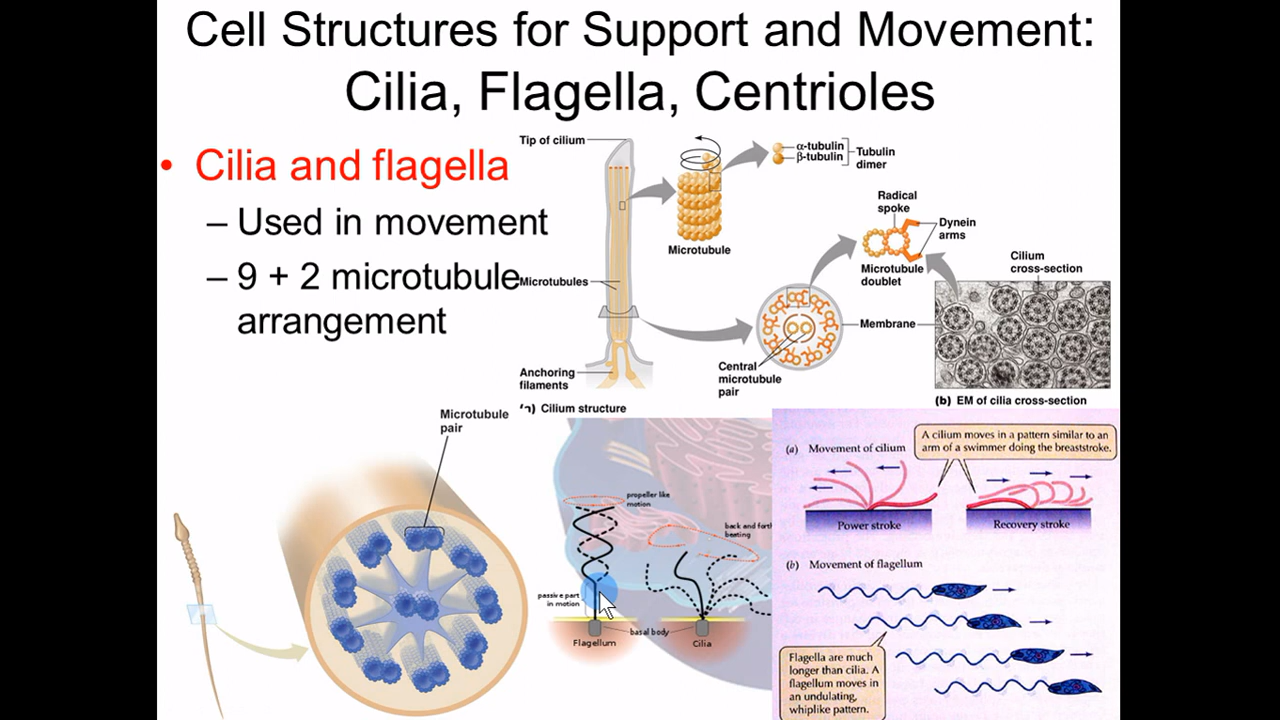 Cell Structures for Support and Movement:
Cilia, Flagella, Centrioles
• Cilia and flagella
– Used in movement
– 9 + 2 microtubule
arrangement
Tip of cilium
Microtubules
Anchoring
filaments
Microtubule
α-tubulin
β-tubulin
Tubulin
dimer
Radical
spoke
Dynein
arms
Microtubule
doublet
Membrane
Central
microtubule
pair
Cilium
cross-section
Cilium structure
(b) EM of cilia cross-section
Microtubule
pair
propeller like
motion
back and forth
beating
passive part
in motion
basal body
Flagellum
Cilia
(a) Movement of cilium
A cilium moves in a pattern similar to an
arm of a swimmer doing the breaststroke.
Power stroke
Recovery stroke
(b) Movement of flagellum
Flagella are much
longer than cilia. A
flagellum moves in
an undulating,
whiplike pattern.